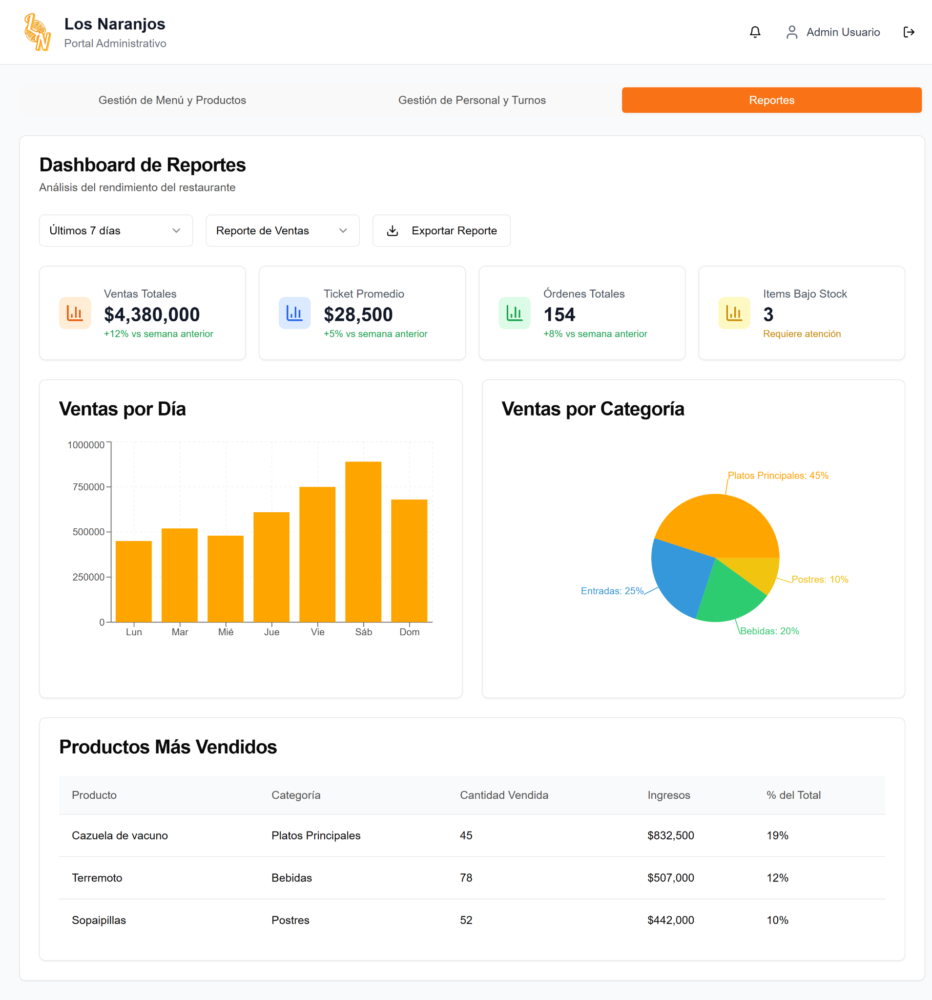 LN
Los Naranjos
Portal Administrativo
Admin Usuario
Gestión de Menú y Productos
Gestión de Personal y Turnos
Reportes
Dashboard de Reportes
Análisis del rendimiento del restaurante
Últimos 7 días
Reporte de Ventas
Exportar Reporte
Ventas Totales
$4,380,000
+12% vs semana anterior
Ticket Promedio
$28,500
+5% vs semana anterior
Órdenes Totales
154
+8% vs semana anterior
Items Bajo Stock
3
Requiere atención
Ventas por Día
1000000
750000
500000
250000
0
Lun Mar Mié Jue Vie Sáb Dom
Ventas por Categoría
Platos Principales: 45%
Postres: 10%
Entradas: 25%
Bebidas: 20%
Productos Más Vendidos
Producto Categoría Cantidad Vendida Ingresos % del Total
Cazuela de vacuno Platos Principales 45 $832,500 19%
Terremoto Bebidas 78 $507,000 12%
Sopaipillas Postres 52 $442,000 10%